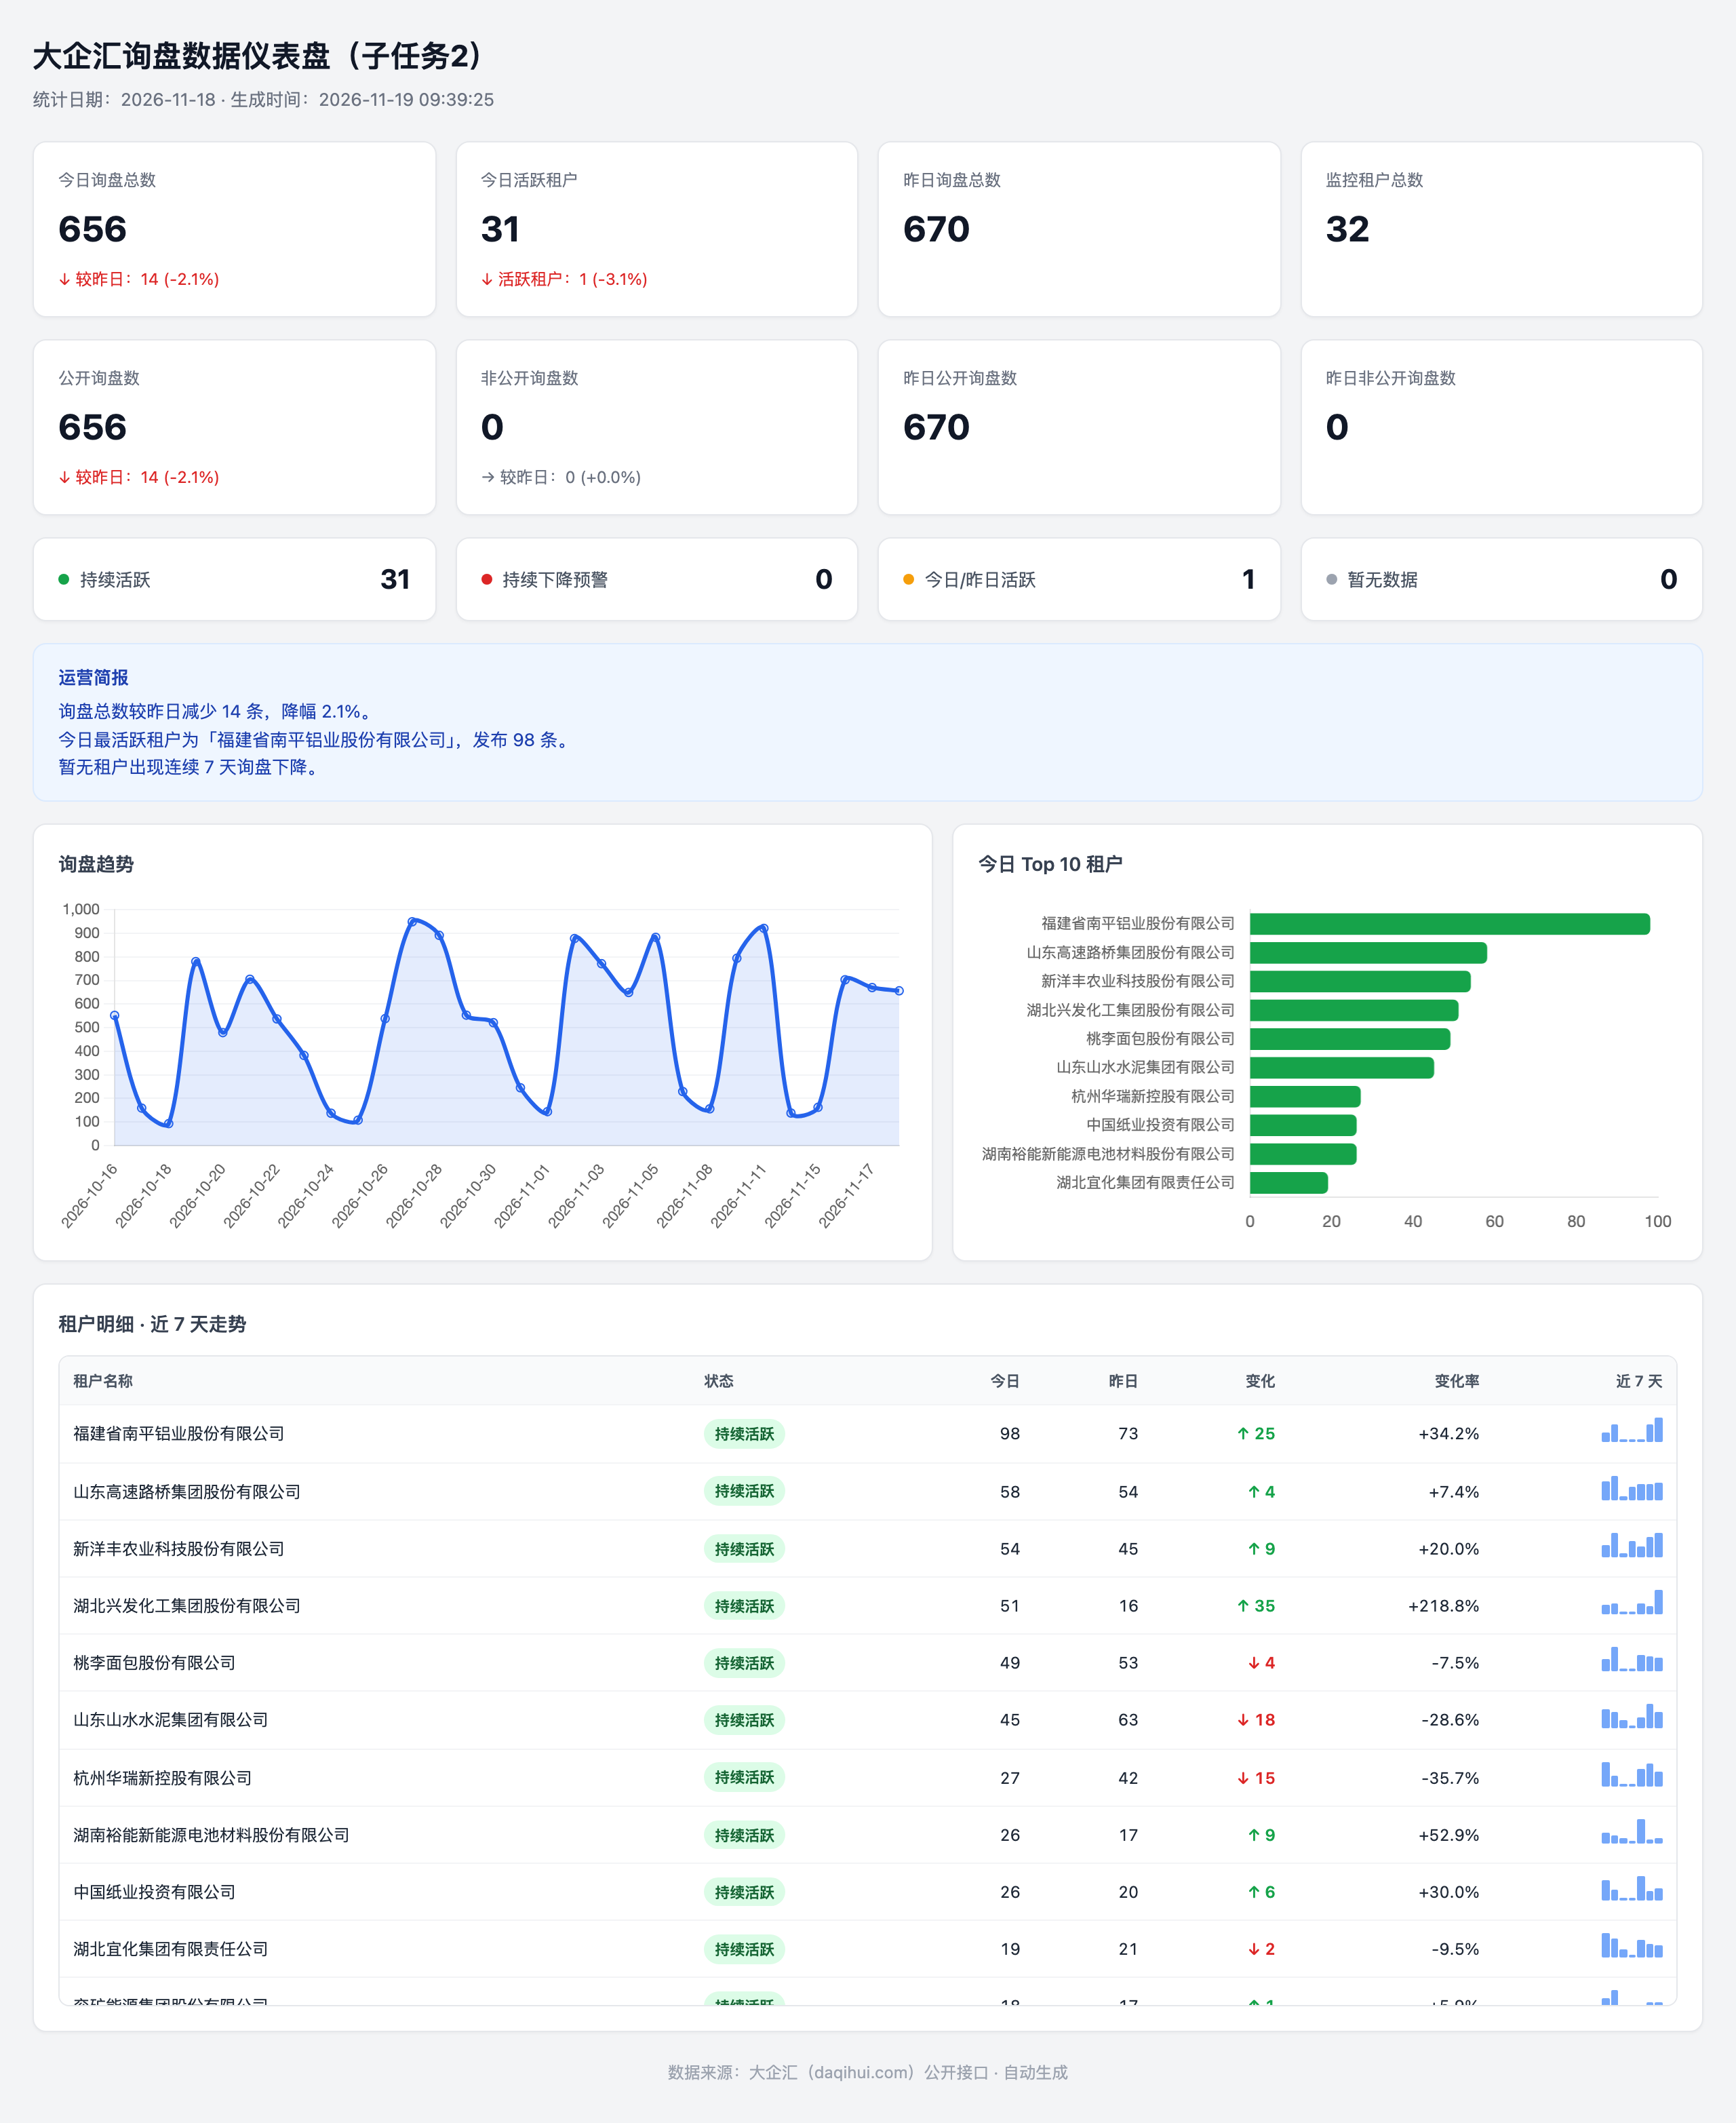 大企汇询盘数据仪表盘（子任务2）
统计日期：2026-11-18 · 生成时间：2026-11-19 09:39:25
今日询盘总数
656
↓ 较昨日：14 (-2.1%)
今日活跃租户
31
↓ 活跃租户：1 (-3.1%)
昨日询盘总数
670
监控租户总数
32
公开询盘数
656
↓ 较昨日：14 (-2.1%)
非公开询盘数
0
→ 较昨日：0 (+0.0%)
昨日公开询盘数
670
昨日非公开询盘数
0
持续活跃 31
持续下降预警 0
今日/昨日活跃 1
暂无数据 0
运营简报
询盘总数较昨日减少 14 条，降幅 2.1%。
今日最活跃租户为「福建省南平铝业股份有限公司」，发布 98 条。
暂无租户出现连续 7 天询盘下降。
询盘趋势
1,000
900
800
700
600
500
400
300
200
100
0
2026-10-16
2026-10-18
2026-10-20
2026-10-22
2026-10-24
2026-10-26
2026-10-28
2026-10-30
2026-11-01
2026-11-03
2026-11-05
2026-11-08
2026-11-11
2026-11-15
2026-11-17
今日 Top 10 租户
福建省南平铝业股份有限公司
山东高速路桥集团股份有限公司
新洋丰农业科技股份有限公司
湖北兴发化工集团股份有限公司
桃李面包股份有限公司
山东山水水泥集团有限公司
杭州华瑞新控股有限公司
中国纸业投资有限公司
湖南裕能新能源电池材料股份有限公司
湖北宜化集团有限责任公司
0 20 40 60 80 100
租户明细 · 近 7 天走势
租户名称 状态 今日 昨日 变化 变化率 近 7 天
福建省南平铝业股份有限公司 持续活跃 98 73 ↑ 25 +34.2%
山东高速路桥集团股份有限公司 持续活跃 58 54 ↑ 4 +7.4%
新洋丰农业科技股份有限公司 持续活跃 54 45 ↑ 9 +20.0%
湖北兴发化工集团股份有限公司 持续活跃 51 16 ↑ 35 +218.8%
桃李面包股份有限公司 持续活跃 49 53 ↓ 4 -7.5%
山东山水水泥集团有限公司 持续活跃 45 63 ↓ 18 -28.6%
杭州华瑞新控股有限公司 持续活跃 27 42 ↓ 15 -35.7%
湖南裕能新能源电池材料股份有限公司 持续活跃 26 17 ↑ 9 +52.9%
中国纸业投资有限公司 持续活跃 26 20 ↑ 6 +30.0%
湖北宜化集团有限责任公司 持续活跃 19 21 ↓ 2 -9.5%
兖矿能源集团股份有限公司 持续活跃 18 17 ↑ 1 +5.9%
数据来源：大企汇（daqihui.com）公开接口 · 自动生成